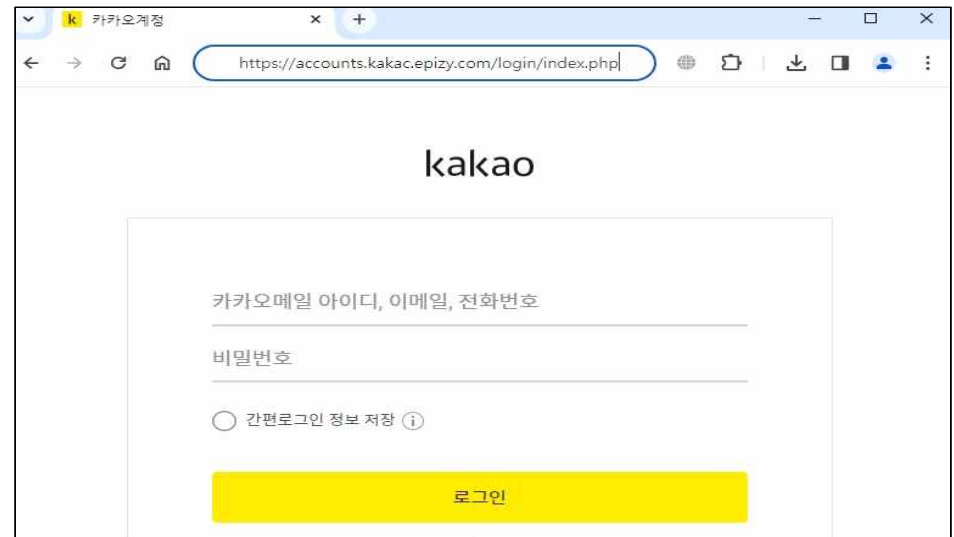 k 카카오계정
https://accounts.kakac.epizy.com/login/index.php
kakao
카카오메일 아이디, 이메일, 전화번호
비밀번호
간편로그인 정보 저장 i
로그인